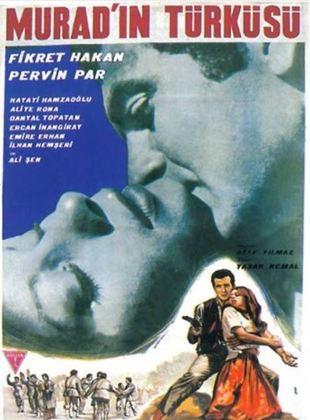 MURAD'IN TÜRKÜSÜ
FİKRET HAKAN
PERVİN PAR
HAYATİ HAMZAOĞLU
ALİYE RONA
DANYAL TOPATAN
ERCAN İNANGİRAY
EMİRE ERHAN
İLHAN HEMŞERİ
ve
ALİ ŞEN
ATIF YILMAZ
YAŞAR KEMAL